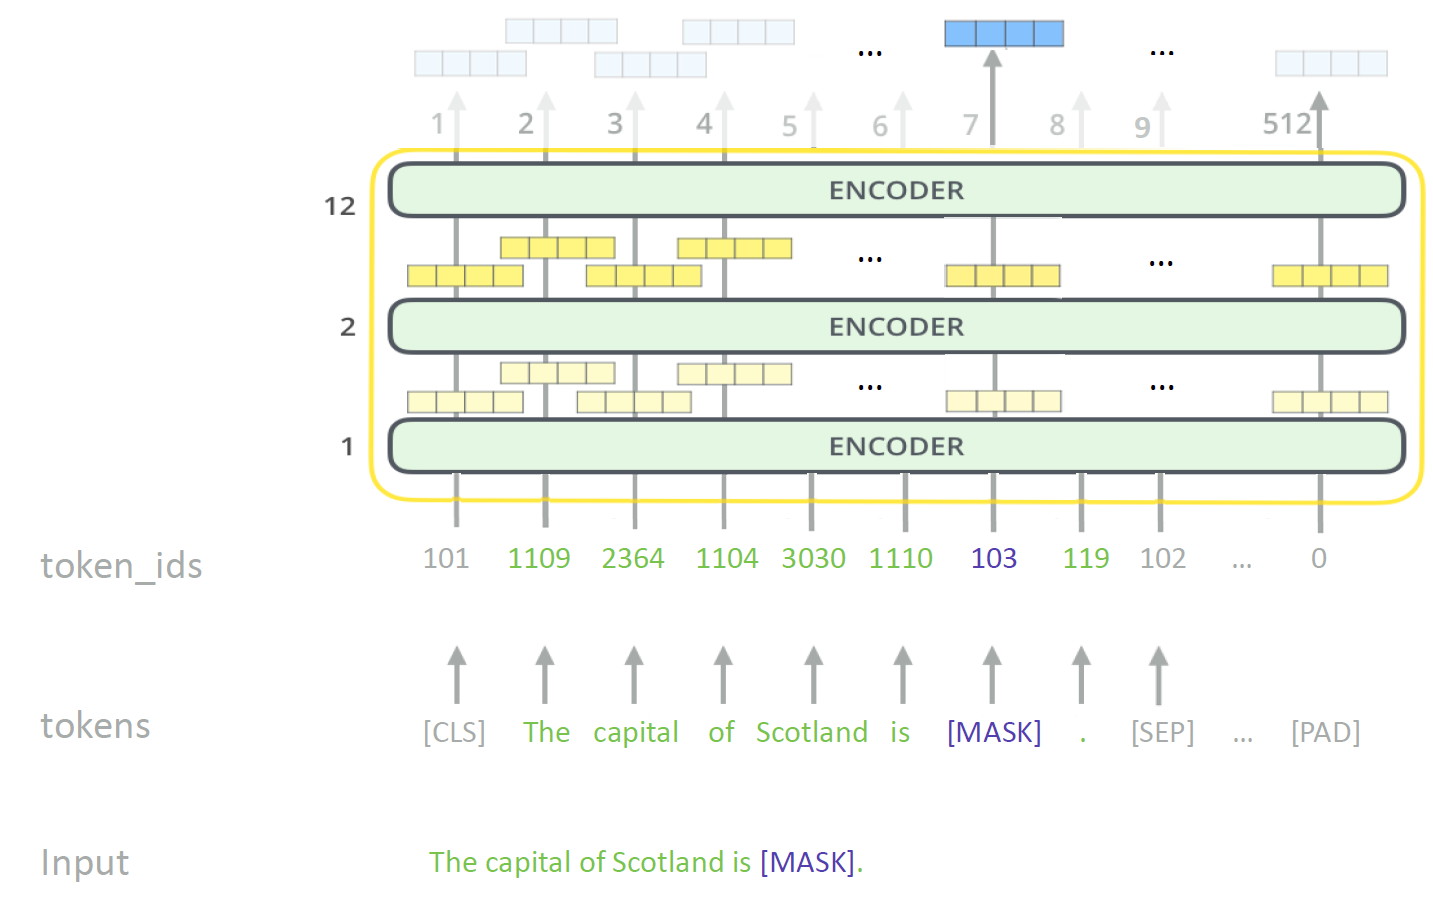 ...
...
1 2 3 4 5 6 7 8 9 512
ENCODER
12
...
...
ENCODER
2
...
...
ENCODER
1
token_ids 101 1109 2364 1104 3030 1110 103 119 102 ... 0
tokens [CLS] The capital of Scotland is [MASK] . [SEP] ... [PAD]
Input The capital of Scotland is [MASK].